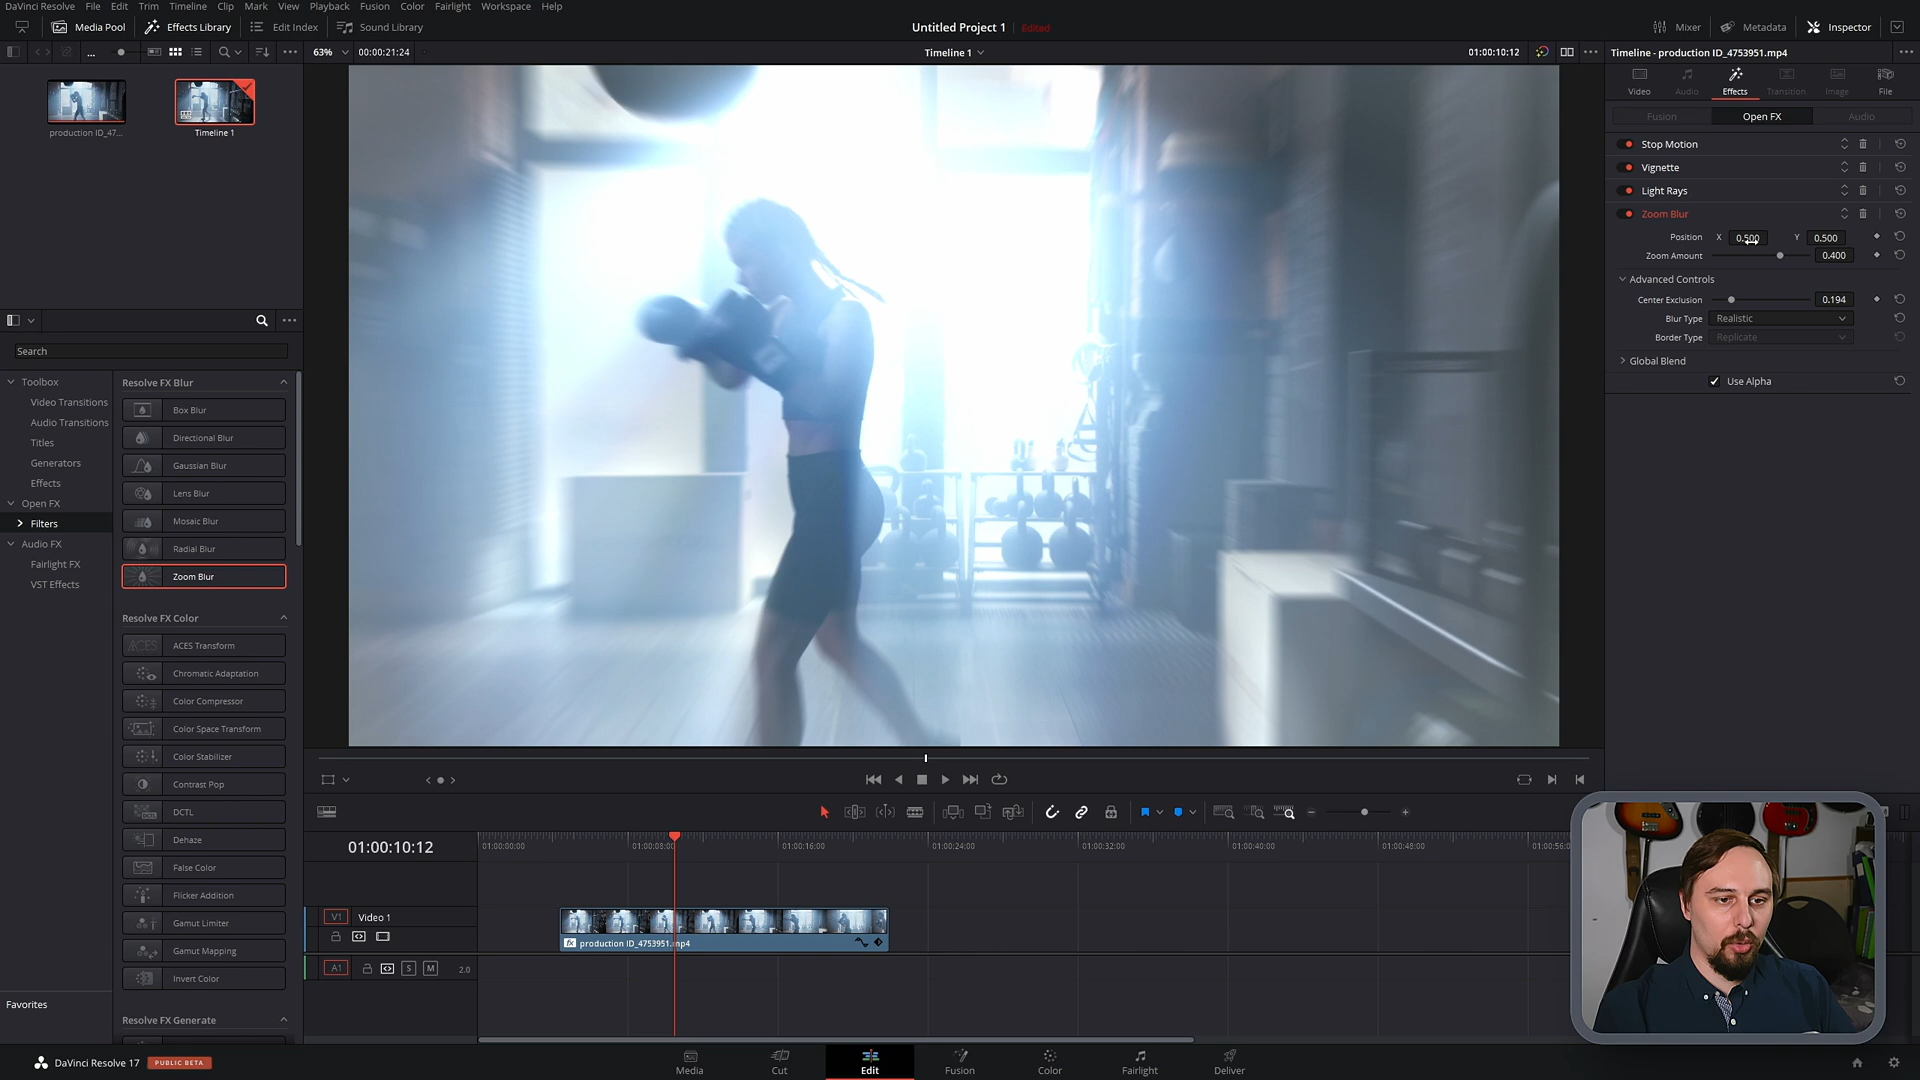 DaVinci Resolve File Edit Trim Timeline Clip Mark View Playback Fusion Color Fairlight Workspace Help
Media Pool Effects Library Edit Index Sound Library
Untitled Project 1 Edited
Mixer Metadata Inspector
63% 00:00:21:24 Timeline 1 01:00:10:12
Timeline - production ID_4753951.mp4
production ID_47...
Timeline 1
Video Audio Effects Transition Image File
Fusion Open FX Audio
Stop Motion
Vignette
Light Rays
Zoom Blur
Position X 0.500 Y 0.500
Zoom Amount 0.400
Advanced Controls
Center Exclusion 0.194
Blur Type Realistic
Border Type Replicate
Global Blend
Use Alpha
Search
Toolbox
Video Transitions
Audio Transitions
Titles
Generators
Effects
Open FX
Filters
Audio FX
Fairlight FX
VST Effects
Favorites
Resolve FX Blur
Box Blur
Directional Blur
Gaussian Blur
Lens Blur
Mosaic Blur
Radial Blur
Zoom Blur
Resolve FX Color
ACES Transform
Chromatic Adaptation
Color Compressor
Color Space Transform
Color Stabilizer
Contrast Pop
DCTL
Dehaze
False Color
Flicker Addition
Gamut Limiter
Gamut Mapping
Invert Color
Resolve FX Generate
01:00:10:12
01:00:00:00 01:00:08:00 01:00:16:00 01:00:24:00 01:00:32:00 01:00:40:00 01:00:48:00 01:00:56:0
V1 Video 1
fx production ID_4753951.mp4
A1 S M 2.0
DaVinci Resolve 17 PUBLIC BETA
Media Cut Edit Fusion Color Fairlight Deliver